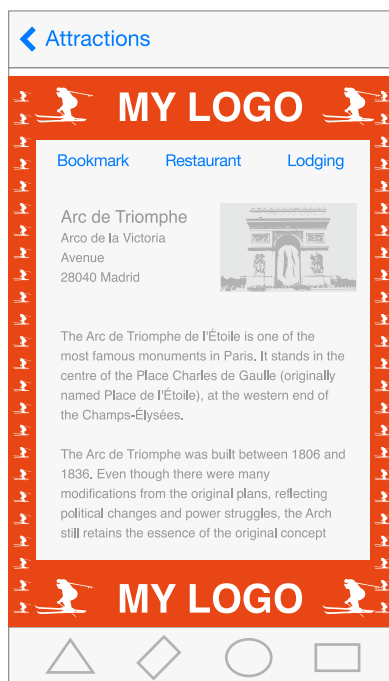 Attractions
MY LOGO
Bookmark Restaurant Lodging
Arc de Triomphe
Arco de la Victoria
Avenue
28040 Madrid
The Arc de Triomphe de l'Étoile is one of the
most famous monuments in Paris. It stands in the
centre of the Place Charles de Gaulle (originally
named Place de l'Étoile), at the western end of
the Champs-Élysées.
The Arc de Triomphe was built between 1806 and
1836. Even though there were many
modifications from the original plans, reflecting
political changes and power struggles, the Arch
still retains the essence of the original concept
MY LOGO